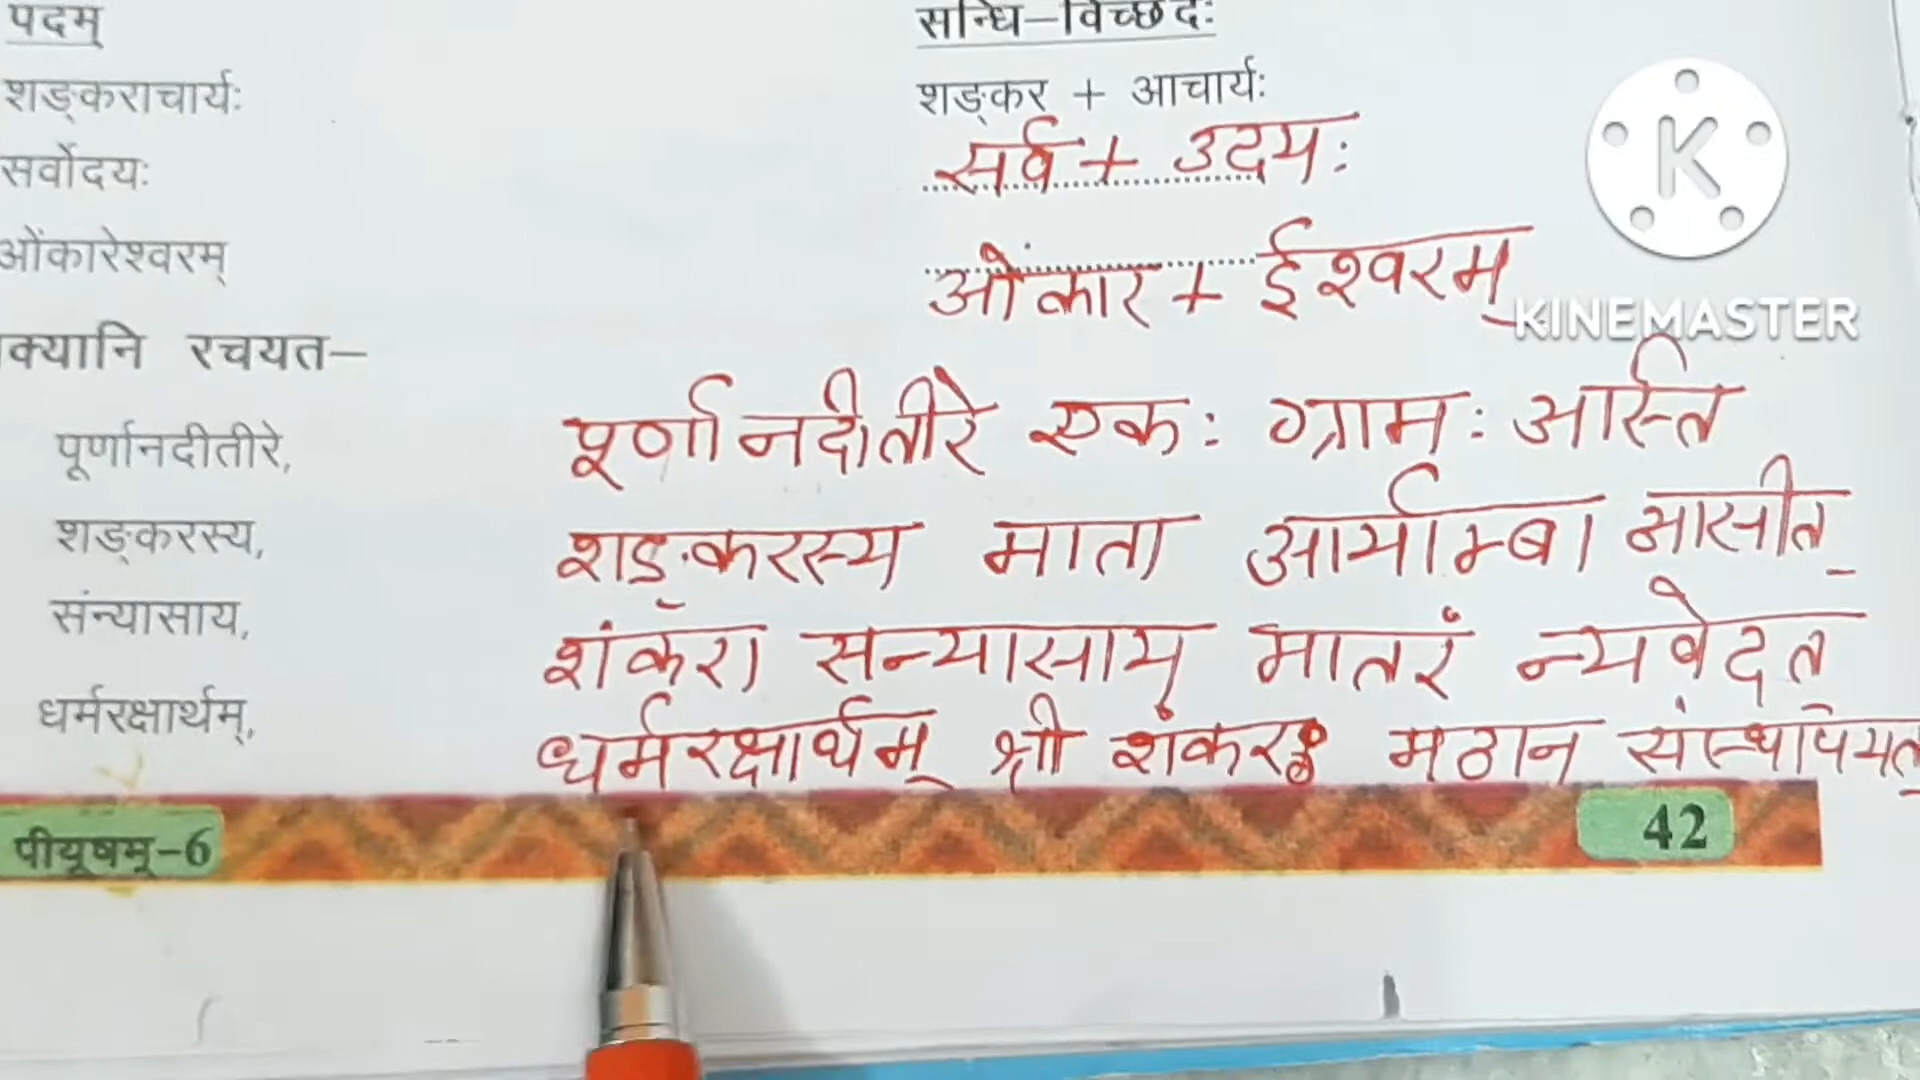 पदम् सन्धि-विच्छेदः
शङ्कराचार्यः शङ्कर + आचार्यः
सर्वोदयः सर्व + उदयः
ओंकारेश्वरम् ओंकार + ईश्वरम्
क्यानि रचयत–
पूर्णानदीतीरे, पूर्णानदीतीरे एकः ग्रामः अस्ति
शङ्करस्य, शङ्करस्य माता आर्याम्बा आसीत्
संन्यासाय, शंकरा सन्यासाय् मातरं न्यवेदत
धर्मरक्षार्थम्, धर्मरक्षार्थम् श्री शंकरः मठान संस्थापयत्
पीयूषम्-6 42
K
KINEMASTER